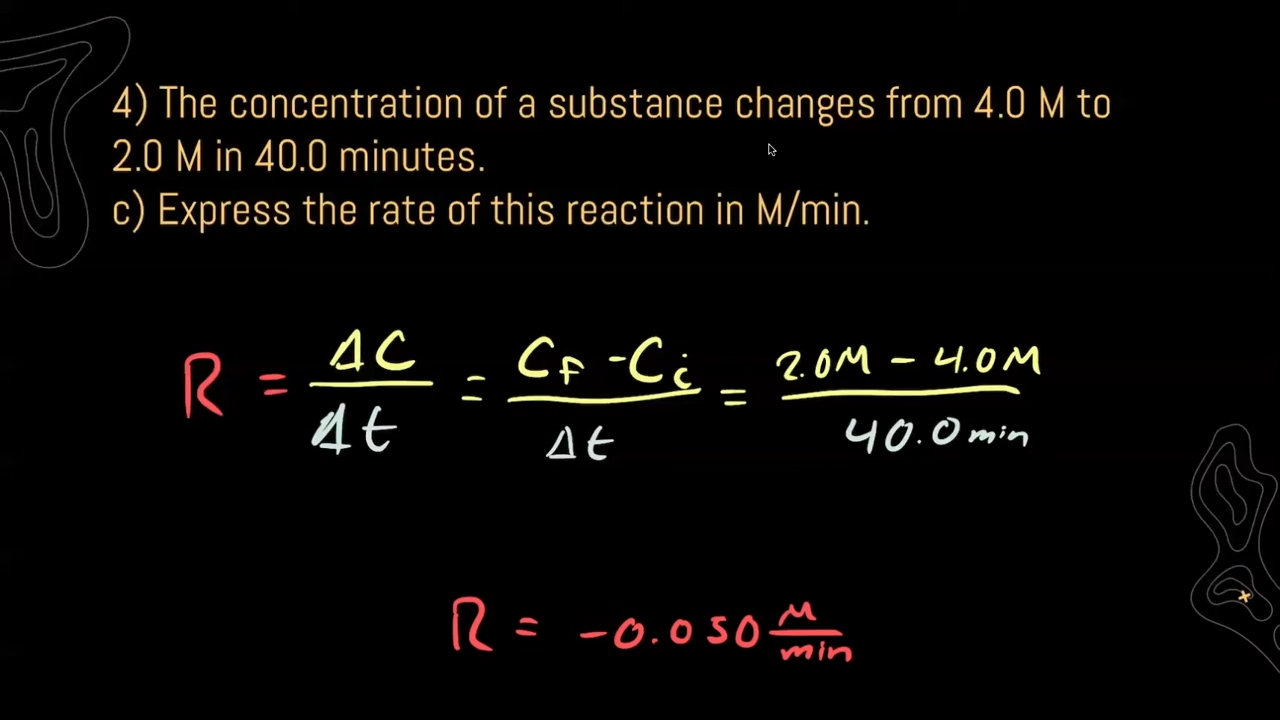 4) The concentration of a substance changes from 4.0 M to
2.0 M in 40.0 minutes.
c) Express the rate of this reaction in M/min.
R = ΔC/Δt = (Cf - Ci)/Δt = (2.0M - 4.0M)/40.0min
R = -0.050 M/min